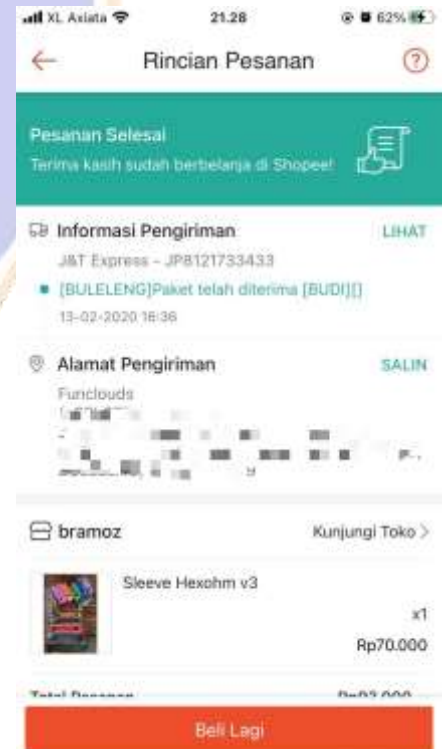 XL Axiata 21.28 62%
Rincian Pesanan
Pesanan Selesai
Terima kasih sudah berbelanja di Shopee!
Informasi Pengiriman LIHAT
J&T Express - JP8121733433
[BULELENG]Paket telah diterima [BUDI][]
13-02-2020 16:36
Alamat Pengiriman SALIN
Funclouds
bramoz Kunjungi Toko >
Sleeve Hexohm v3
x1
Rp70.000
Total Pesanan
Beli Lagi